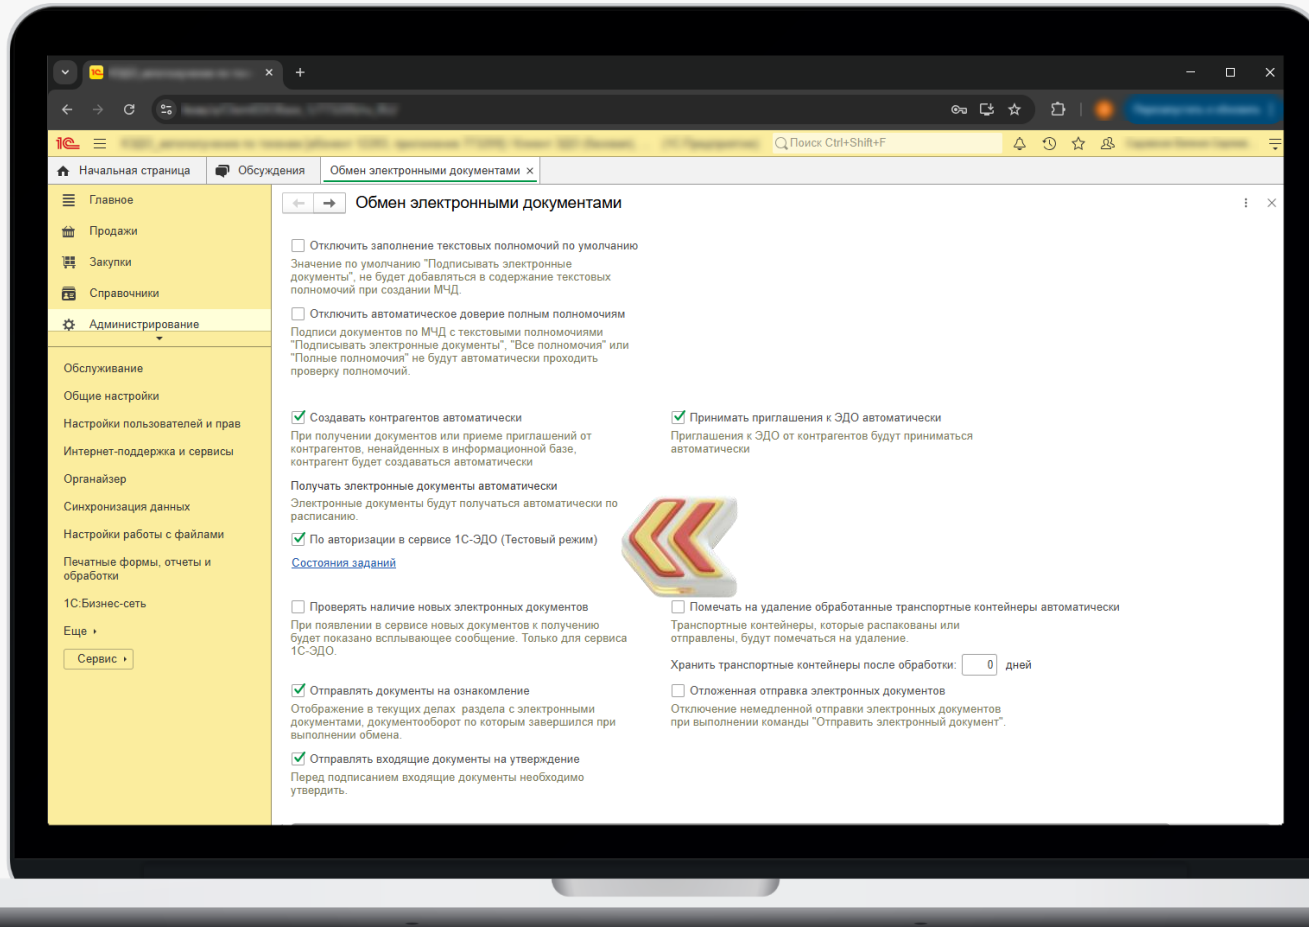 1С
Поиск Ctrl+Shift+F
Начальная страница
Обсуждения
Обмен электронными документами
Главное
Продажи
Закупки
Справочники
Администрирование
Обслуживание
Общие настройки
Настройки пользователей и прав
Интернет-поддержка и сервисы
Органайзер
Синхронизация данных
Настройки работы с файлами
Печатные формы, отчеты и
обработки
1С:Бизнес-сеть
Еще
Сервис
Обмен электронными документами
Отключить заполнение текстовых полномочий по умолчанию
Значение по умолчанию "Подписывать электронные
документы", не будет добавляться в содержание текстовых
полномочий при создании МЧД.
Отключить автоматическое доверие полным полномочиям
Подписи документов по МЧД с текстовыми полномочиями
"Подписывать электронные документы", "Все полномочия" или
"Полные полномочия" не будут автоматически проходить
проверку полномочий.
Создавать контрагентов автоматически
При получении документов или приеме приглашений от
контрагентов, ненайденных в информационной базе,
контрагент будет создаваться автоматически
Принимать приглашения к ЭДО автоматически
Приглашения к ЭДО от контрагентов будут приниматься
автоматически
Получать электронные документы автоматически
Электронные документы будут получаться автоматически по
расписанию.
По авторизации в сервисе 1С-ЭДО (Тестовый режим)
Состояния заданий
Проверять наличие новых электронных документов
При появлении в сервисе новых документов к получению
будет показано всплывающее сообщение. Только для сервиса
1С-ЭДО.
Помечать на удаление обработанные транспортные контейнеры автоматически
Транспортные контейнеры, которые распакованы или
отправлены, будут помечаться на удаление.
Хранить транспортные контейнеры после обработки: 0 дней
Отправлять документы на ознакомление
Отображение в текущих делах раздела с электронными
документами, документооборот по которым завершился при
выполнении обмена.
Отложенная отправка электронных документов
Отключение немедленной отправки электронных документов
при выполнении команды "Отправить электронный документ".
Отправлять входящие документы на утверждение
Перед подписанием входящие документы необходимо
утвердить.